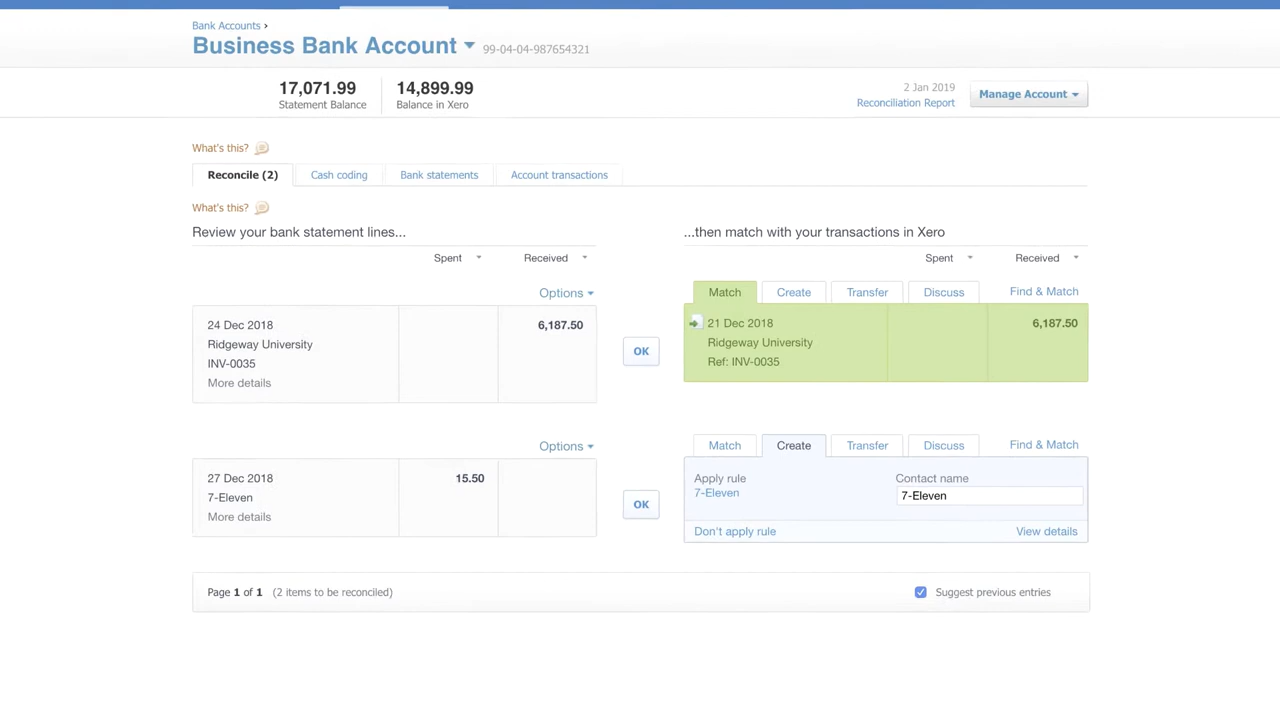 Bank Accounts ›
Business Bank Account 99-04-04-987654321
17,071.99 14,899.99 2 Jan 2019
Statement Balance Balance in Xero Reconciliation Report Manage Account
What's this?
Reconcile (2) Cash coding Bank statements Account transactions
What's this?
Review your bank statement lines... ...then match with your transactions in Xero
Spent Received Spent Received
Options Match Create Transfer Discuss Find & Match
24 Dec 2018 6,187.50 OK 21 Dec 2018 6,187.50
Ridgeway University Ridgeway University
INV-0035 Ref: INV-0035
More details
Options Match Create Transfer Discuss Find & Match
27 Dec 2018 15.50 OK Apply rule Contact name
7-Eleven 7-Eleven 7-Eleven
More details Don't apply rule View details
Page 1 of 1 (2 items to be reconciled) Suggest previous entries